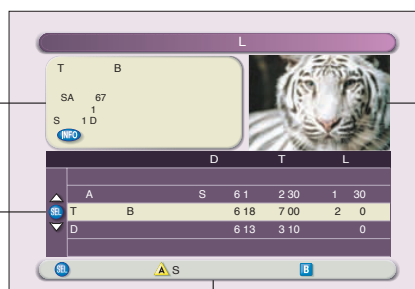 L
T B
SA 67
1
S 1 D
INFO
D T L
A S 6 1 2 30 1 30
SEL T B 6 18 7 00 2 0
D 6 13 3 10 0
SEL A S B